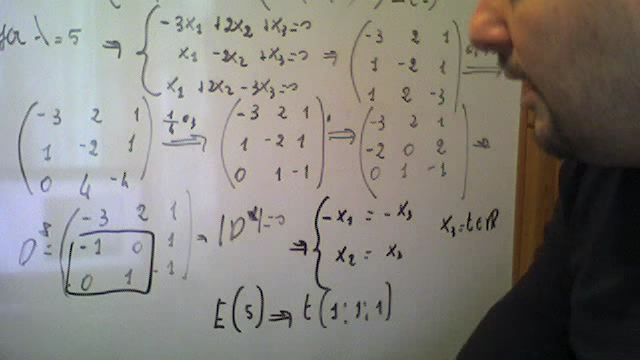 λ=5 ⇒ { -3x₁ + 2x₂ + x₃=0
x₁ - 2x₂ + x₃=0 ⇒
x₁ + 2x₂ - 3x₃=0
( -3 2 1
1 -2 1
1 2 -3 ) ⇒
( -3 2 1
1 -2 1
0 4 -4 ) ⇒
( -3 2 1
1 -2 1
0 1 -1 ) ⇒
( -3 2 1
-2 0 2
0 1 -1 ) ⇒
D* = ( -3 2 1
-1 0 1
0 1 -1 ) ⇒ |D*|=0
⇒ { -x₁ = -x₃
x₂ = x₃
x₃=t∈R
E(5) ⇒ t(1;1;1)